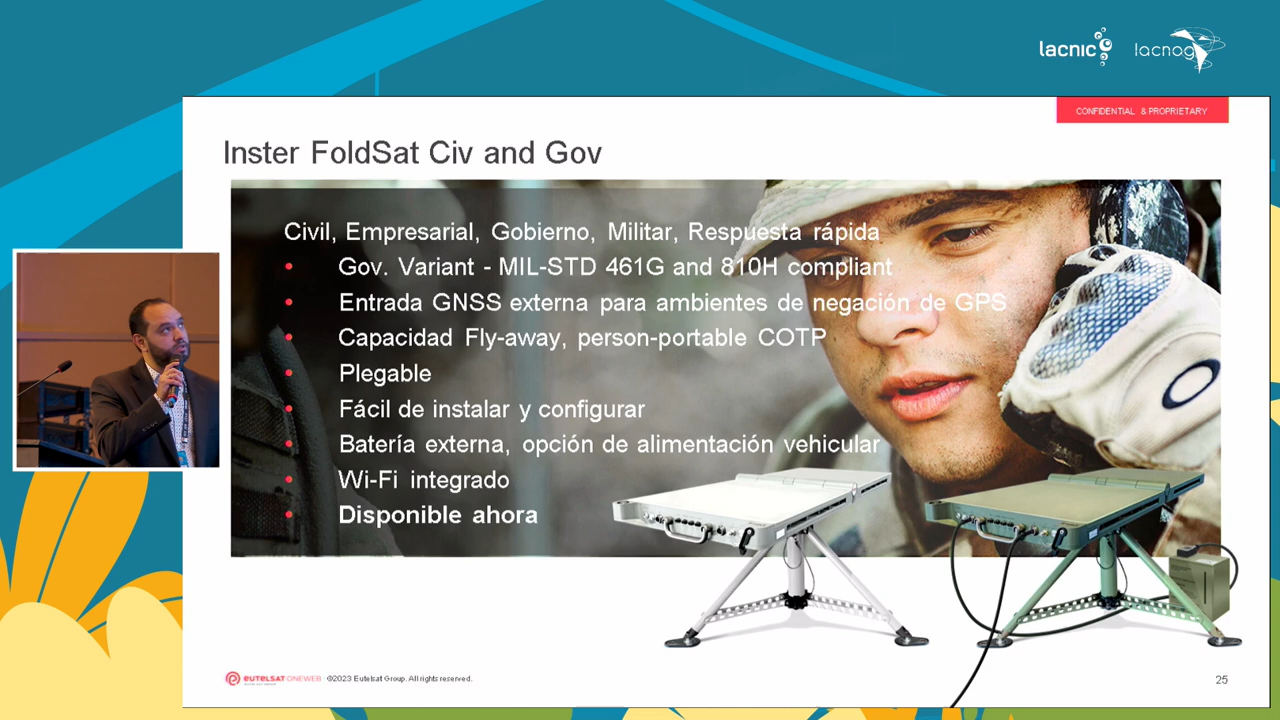 lacnic
lacnog
CONFIDENTIAL & PROPRIETARY
Inster FoldSat Civ and Gov
Civil, Empresarial, Gobierno, Militar, Respuesta rápida
• Gov. Variant - MIL-STD 461G and 810H compliant
• Entrada GNSS externa para ambientes de negación de GPS
• Capacidad Fly-away, person-portable COTP
• Plegable
• Fácil de instalar y configurar
• Batería externa, opción de alimentación vehicular
• Wi-Fi integrado
• Disponible ahora
eutelsat ONEWEB ©2023 Eutelsat Group. All rights reserved.
25